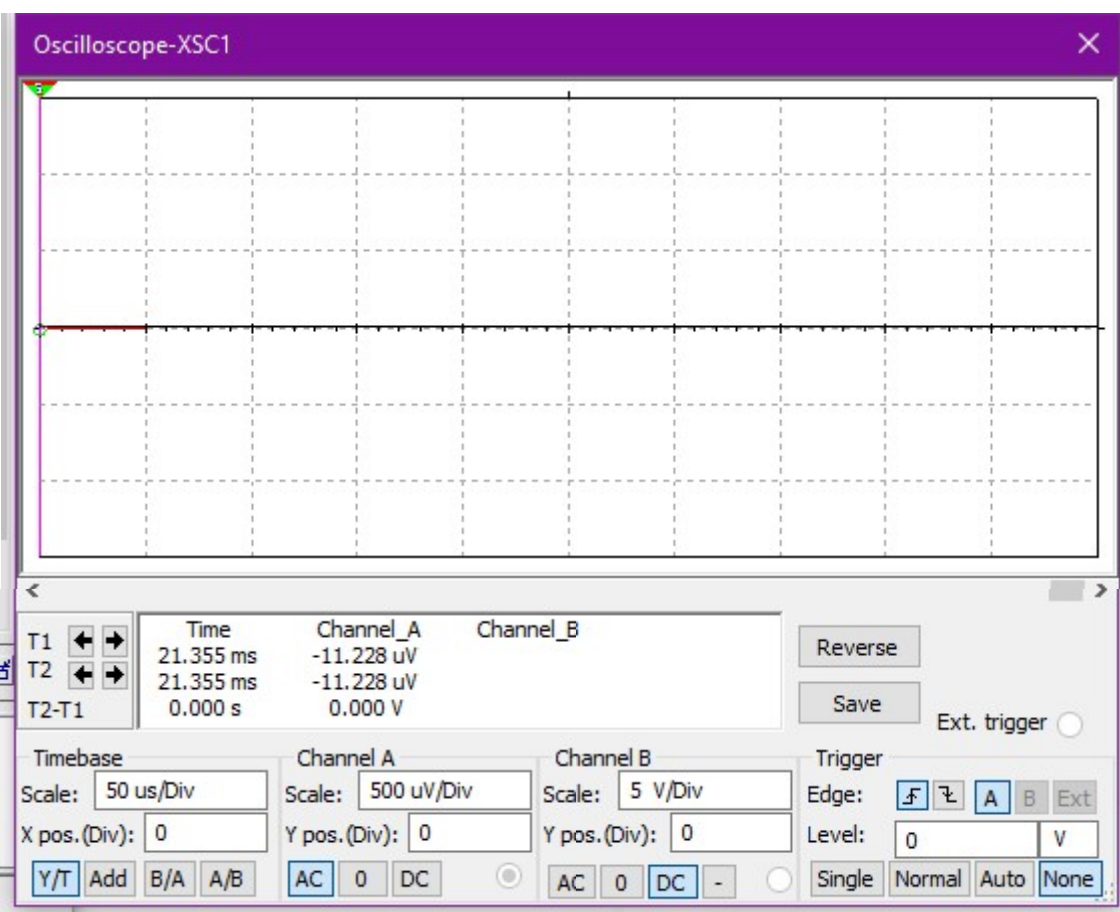 Oscilloscope-XSC1
Time Channel_A Channel_B
T1 21.355 ms -11.228 uV
T2 21.355 ms -11.228 uV
T2-T1 0.000 s 0.000 V
Reverse
Save
Ext. trigger
Timebase
Scale: 50 us/Div
X pos.(Div): 0
Y/T Add B/A A/B
Channel A
Scale: 500 uV/Div
Y pos.(Div): 0
AC 0 DC
Channel B
Scale: 5 V/Div
Y pos.(Div): 0
AC 0 DC -
Trigger
Edge: A B Ext
Level: 0 V
Single Normal Auto None